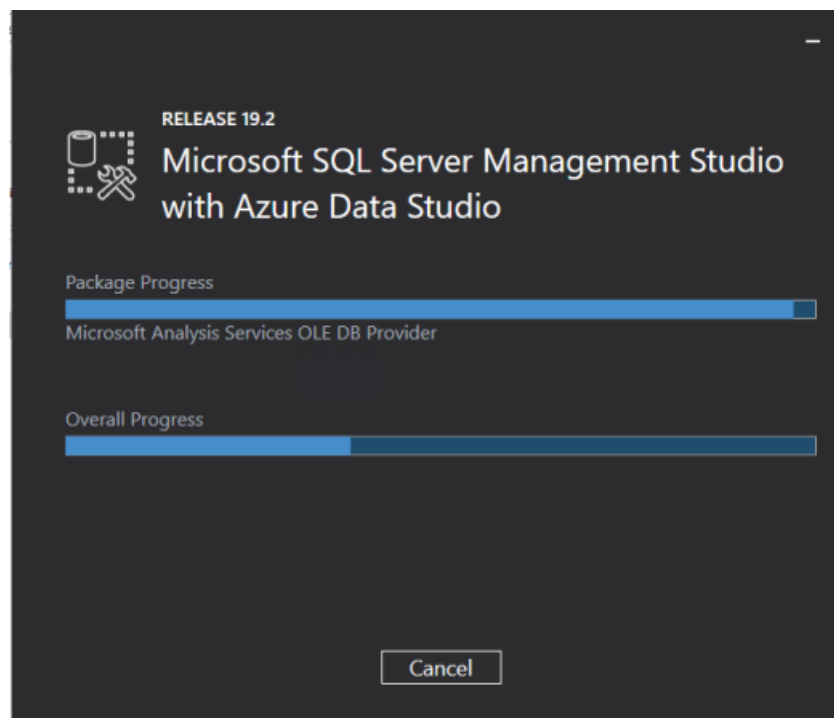 RELEASE 19.2
Microsoft SQL Server Management Studio
with Azure Data Studio
Package Progress
Microsoft Analysis Services OLE DB Provider
Overall Progress
Cancel